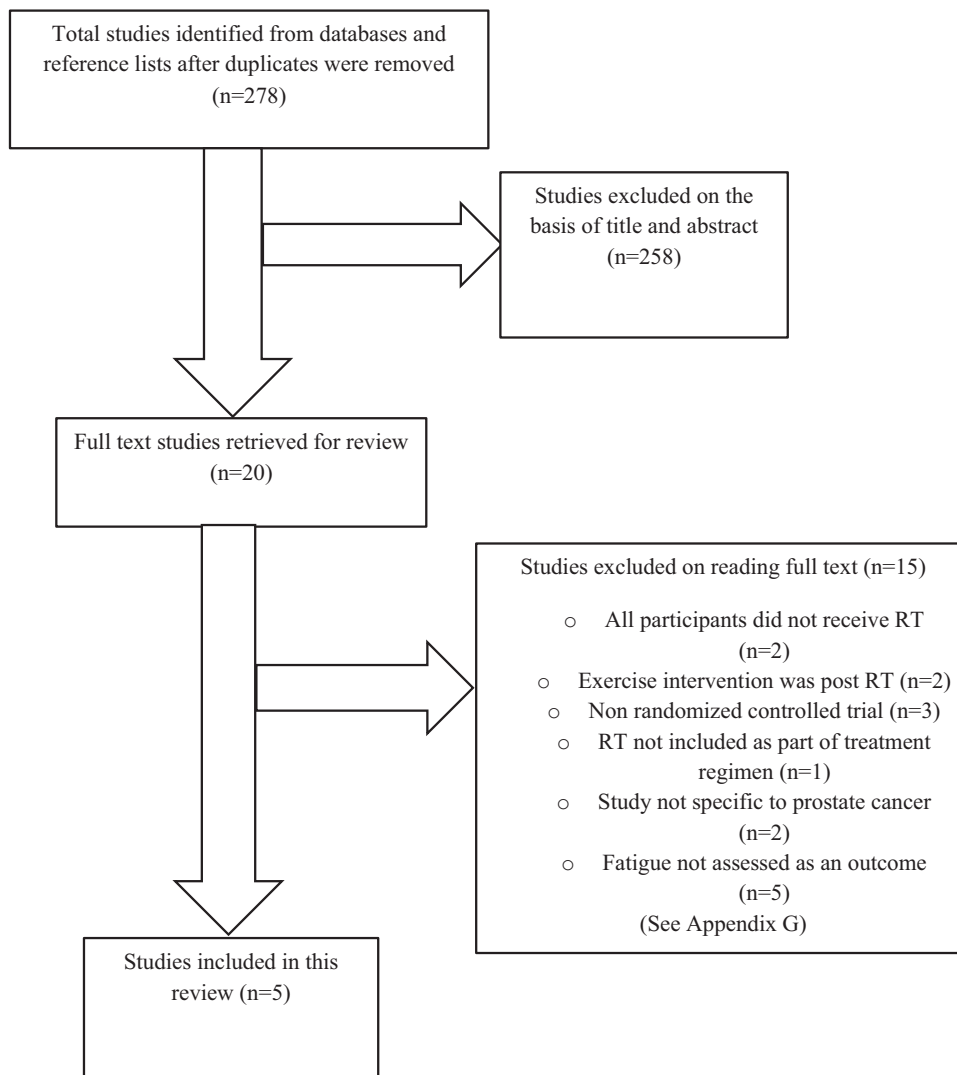 Total studies identified from databases and
reference lists after duplicates were removed
(n=278)
Studies excluded on the
basis of title and abstract
(n=258)
Full text studies retrieved for review
(n=20)
Studies excluded on reading full text (n=15)
○ All participants did not receive RT
(n=2)
○ Exercise intervention was post RT (n=2)
○ Non randomized controlled trial (n=3)
○ RT not included as part of treatment
regimen (n=1)
○ Study not specific to prostate cancer
(n=2)
○ Fatigue not assessed as an outcome
(n=5)
(See Appendix G)
Studies included in this
review (n=5)